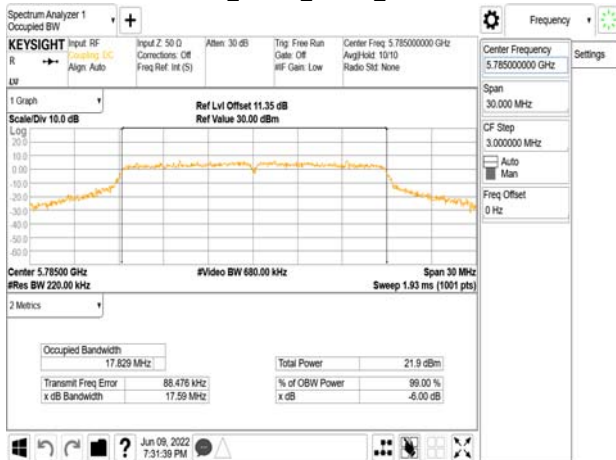 Spectrum Analyzer 1
Occupied BW
+
Frequency
KEYSIGHT
R
Input: RF
Coupling: DC
Align: Auto
Input Z: 50 Ω
Corrections: Off
Freq Ref: Int (S)
Atten: 30 dB
Trig: Free Run
Gate: Off
#IF Gain: Low
Center Freq: 5.785000000 GHz
Avg|Hold: 10/10
Radio Std: None
Center Frequency
5.785000000 GHz
Settings
Span
30.000 MHz
CF Step
3.000000 MHz
Auto
Man
Freq Offset
0 Hz
LXI
1 Graph
Scale/Div 10.0 dB
Ref Lvl Offset 11.35 dB
Ref Value 30.00 dBm
Log
20.0
10.0
0.00
-10.0
-20.0
-30.0
-40.0
-50.0
-60.0
Center 5.78500 GHz
#Res BW 220.00 kHz
#Video BW 680.00 kHz
Span 30 MHz
Sweep 1.93 ms (1001 pts)
2 Metrics
Occupied Bandwidth
17.829 MHz
Total Power 21.9 dBm
Transmit Freq Error 88.476 kHz
% of OBW Power 99.00 %
x dB Bandwidth 17.59 MHz
x dB -6.00 dB
?
Jun 09, 2022
7:31:39 PM